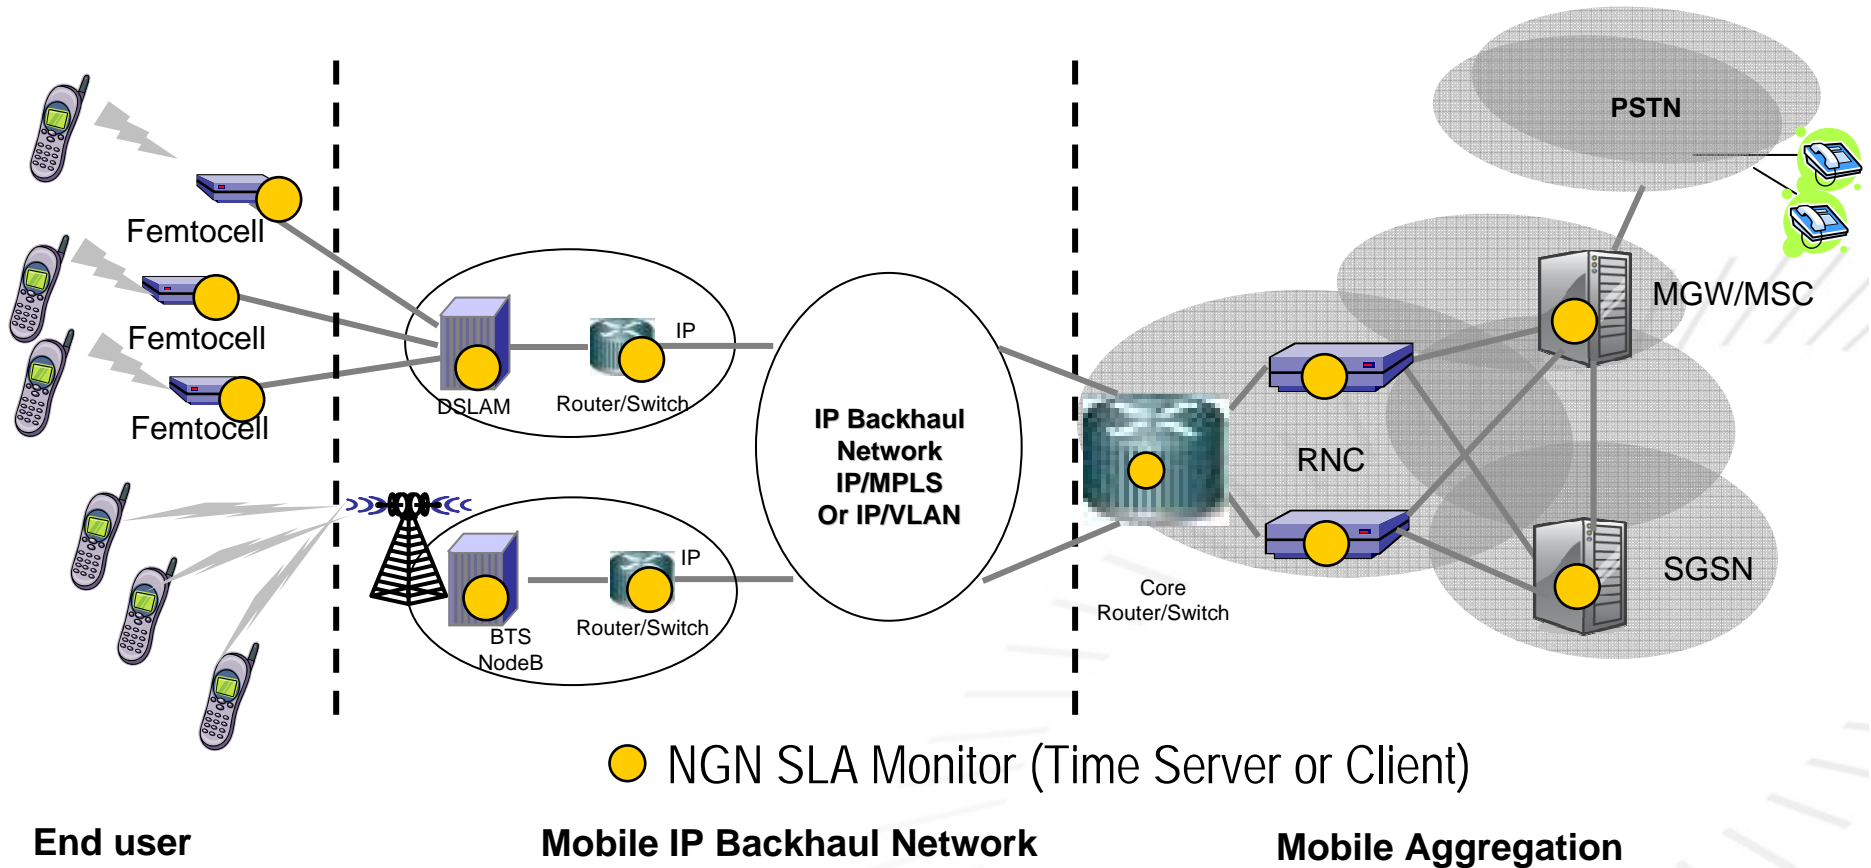 PSTN
Femtocell
MGW/MSC
IP
Femtocell
DSLAM
Router/Switch
Femtocell
IP Backhaul
Network
IP/MPLS
Or IP/VLAN
RNC
IP
SGSN
Core
Router/Switch
BTS
NodeB
Router/Switch
NGN SLA Monitor (Time Server or Client)
End user
Mobile IP Backhaul Network
Mobile Aggregation